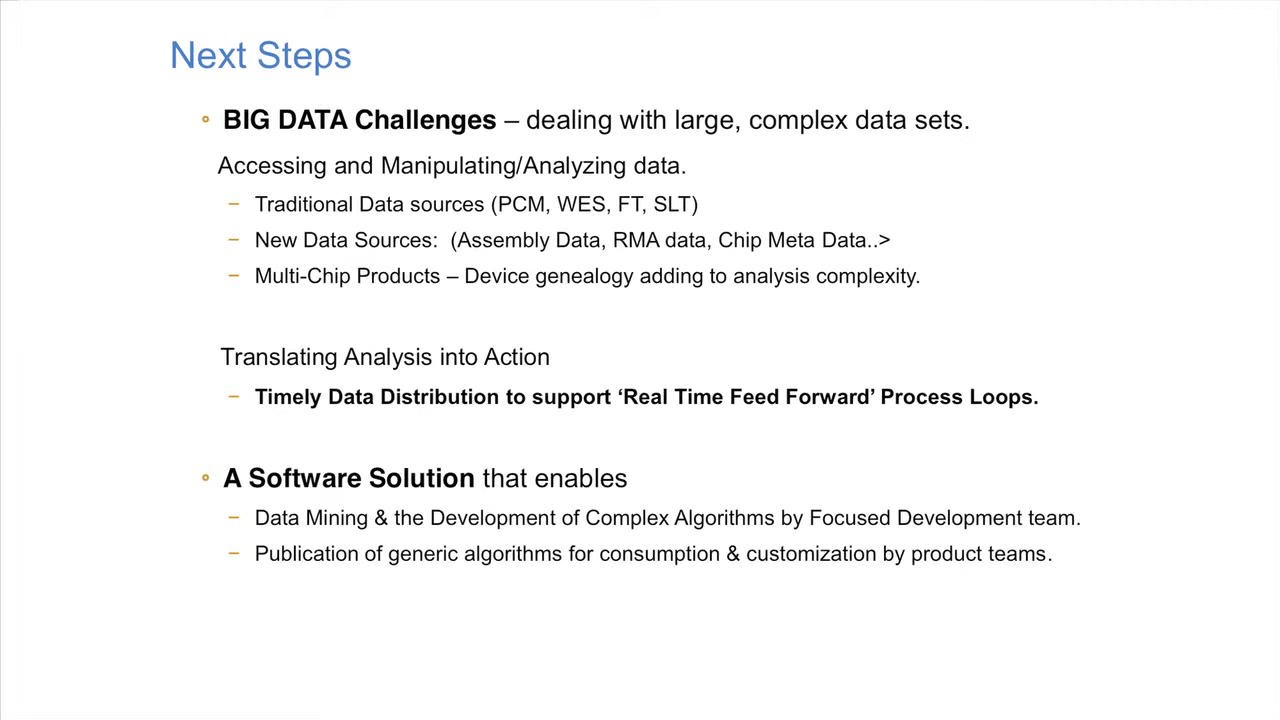 Next Steps
BIG DATA Challenges – dealing with large, complex data sets.
Accessing and Manipulating/Analyzing data.
– Traditional Data sources (PCM, WES, FT, SLT)
– New Data Sources:  (Assembly Data, RMA data, Chip Meta Data..>
– Multi-Chip Products – Device genealogy adding to analysis complexity.
Translating Analysis into Action
– Timely Data Distribution to support ‘Real Time Feed Forward’ Process Loops.
A Software Solution that enables
– Data Mining & the Development of Complex Algorithms by Focused Development team.
– Publication of generic algorithms for consumption & customization by product teams.